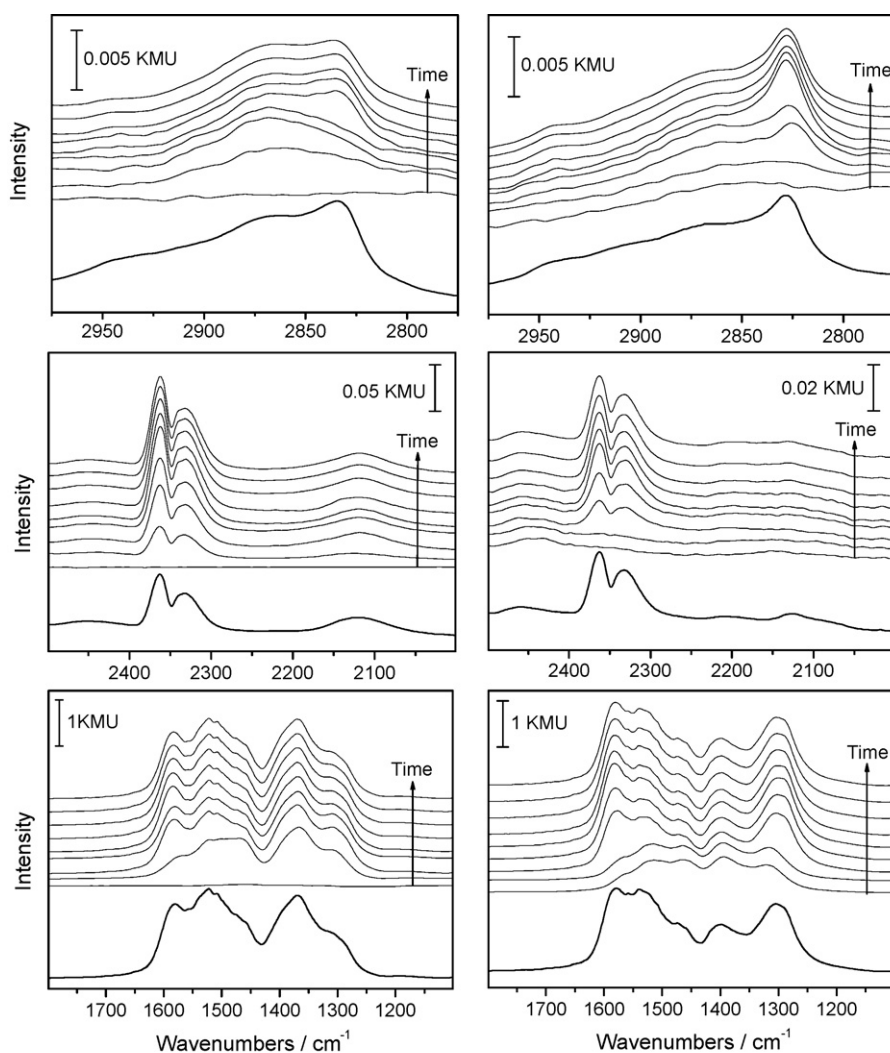 0.005 KMU
Time
Intensity
2950 2900 2850 2800
0.005 KMU
Time
2950 2900 2850 2800
0.05 KMU
Time
Intensity
2400 2300 2200 2100
0.02 KMU
Time
2400 2300 2200 2100
1KMU
Time
Intensity
1700 1600 1500 1400 1300 1200
Wavenumbers / cm⁻¹
1 KMU
Time
1700 1600 1500 1400 1300 1200
Wavenumbers / cm⁻¹